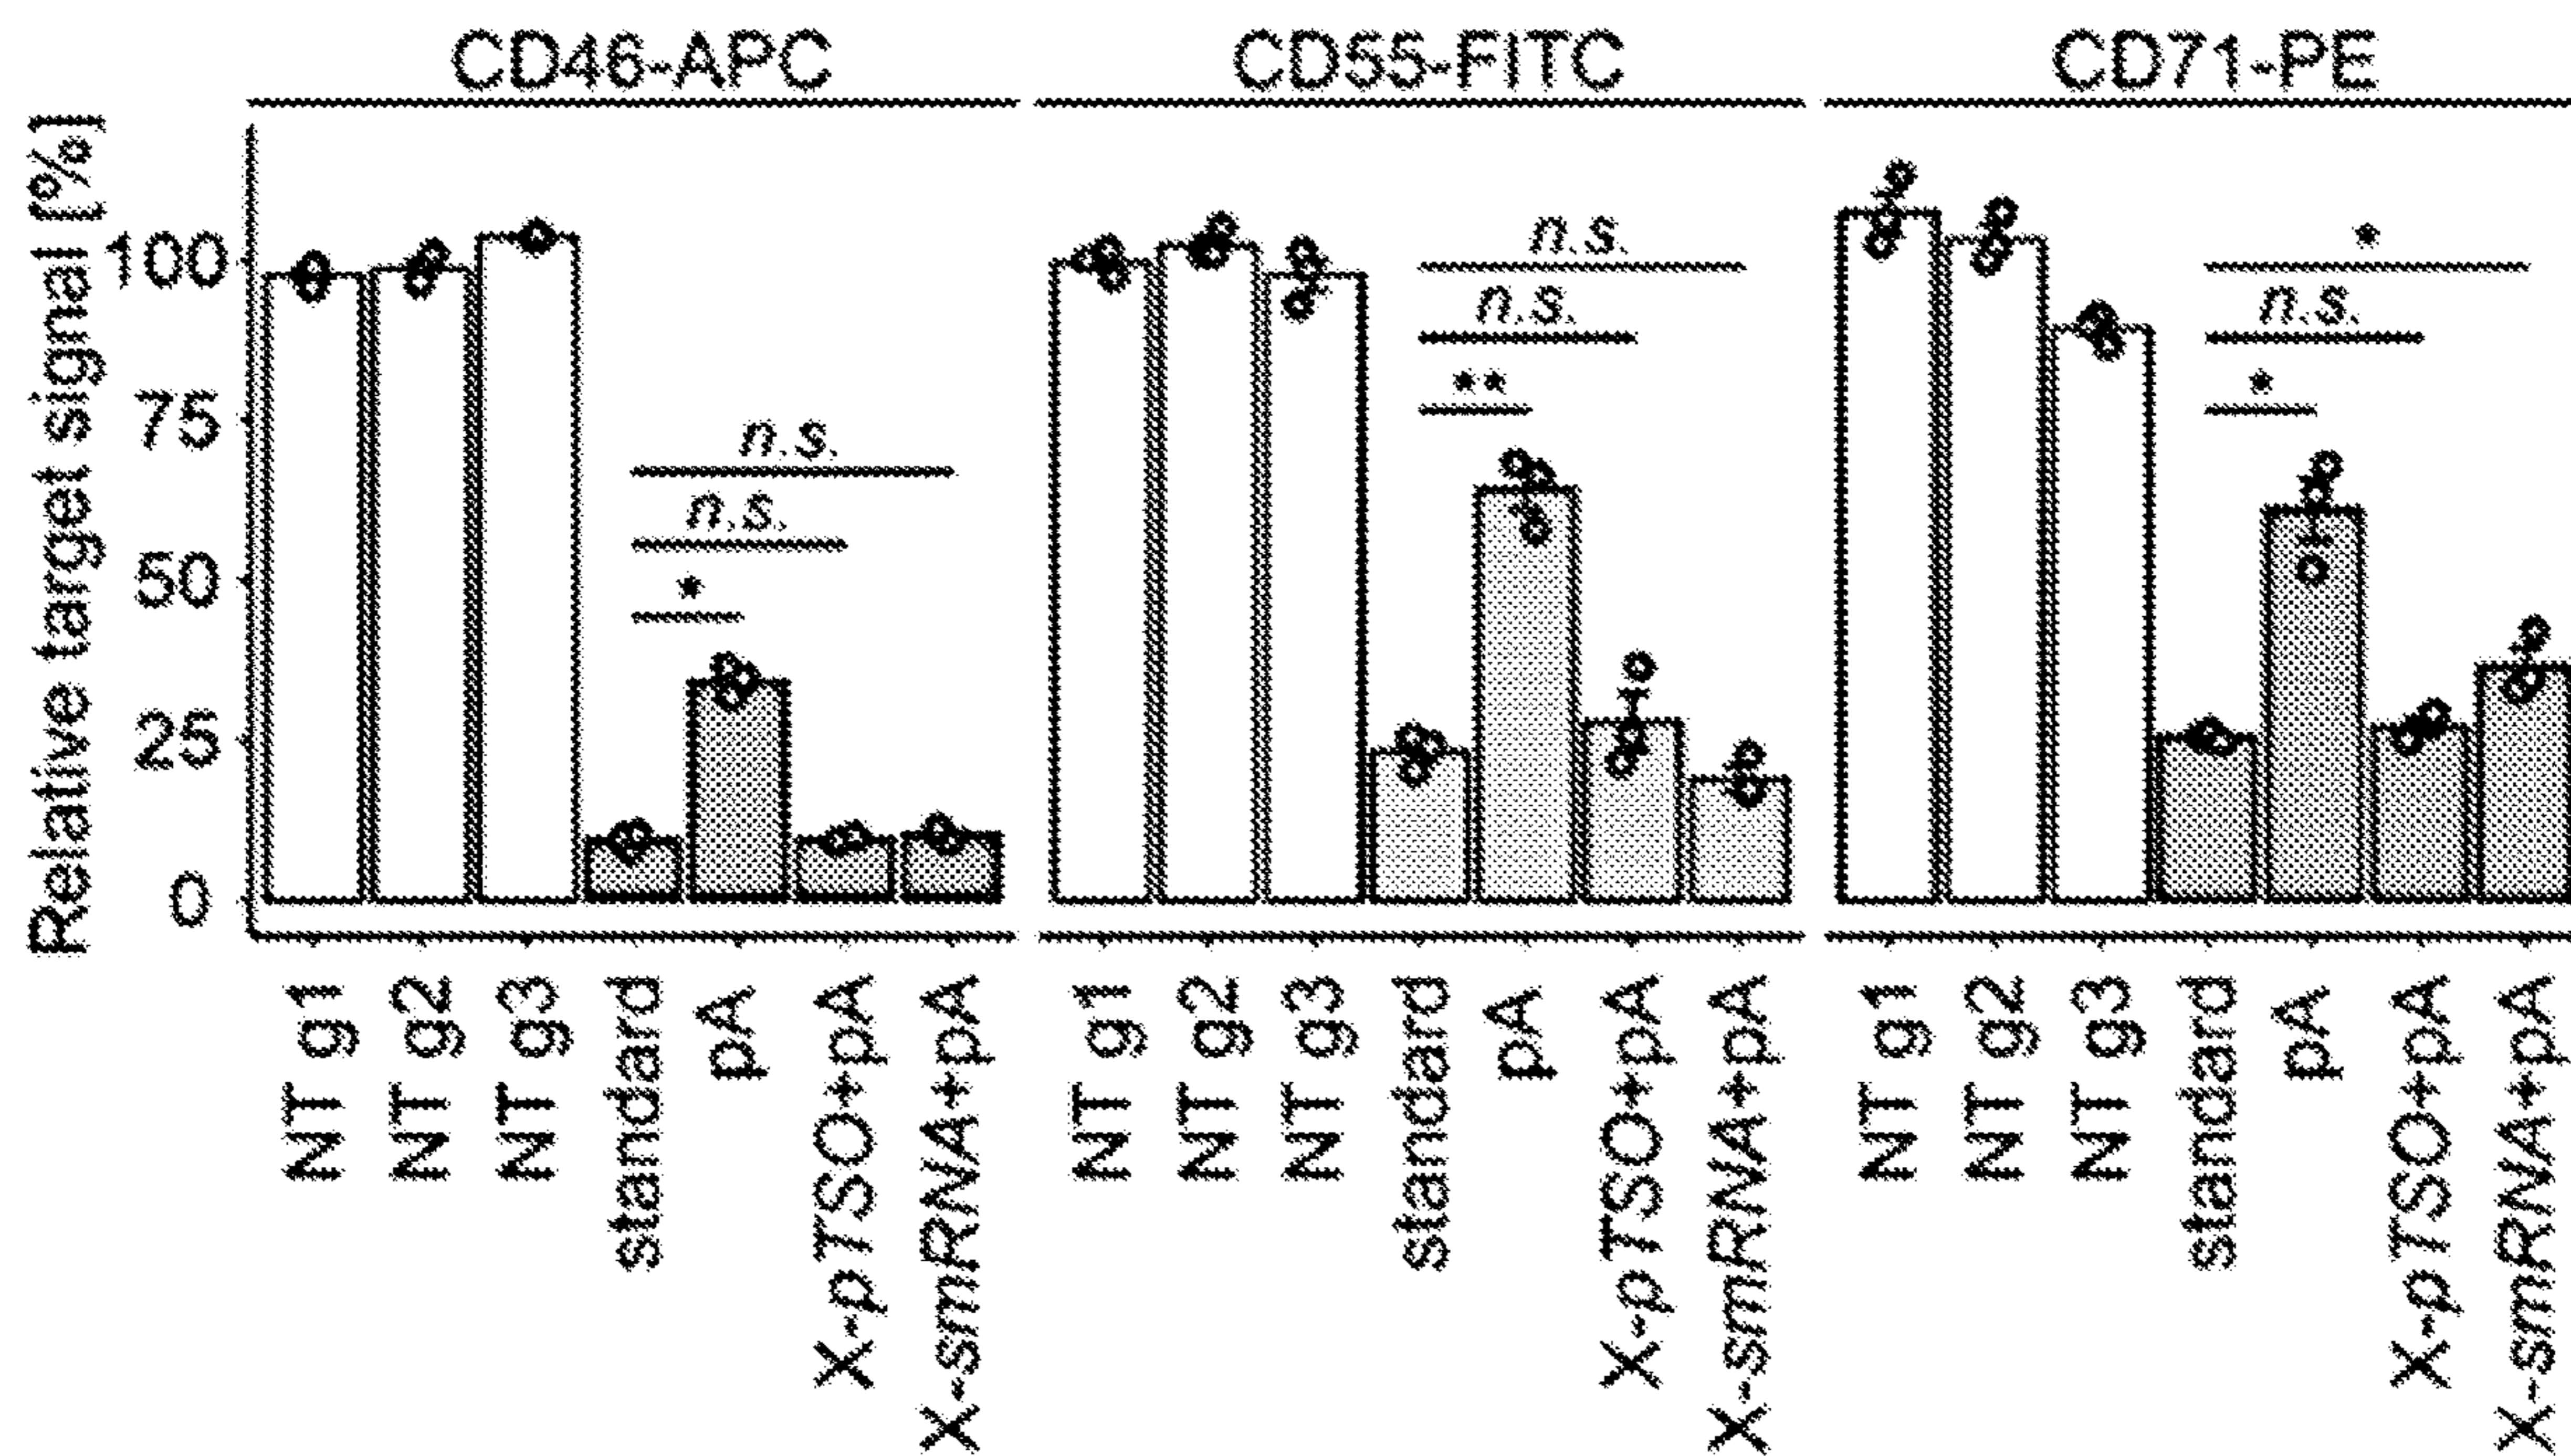 CD46-APC CD55-FITC CD71-PE
Relative target signal [%]
100
75
50
25
0
n.s.
n.s.
*
n.s.
n.s.
**
*
n.s.
*
NT g1
NT g2
NT g3
standard
pA
X-pTSO+pA
X-smRNA+pA
NT g1
NT g2
NT g3
standard
pA
X-pTSO+pA
X-smRNA+pA
NT g1
NT g2
NT g3
standard
pA
X-pTSO+pA
X-smRNA+pA